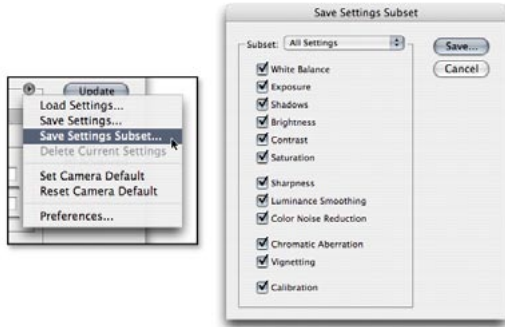 Update
Load Settings...
Save Settings...
Save Settings Subset...
Delete Current Settings
Set Camera Default
Reset Camera Default
Preferences...
Save Settings Subset
Subset: All Settings
Save...
Cancel
White Balance
Exposure
Shadows
Brightness
Contrast
Saturation
Sharpness
Luminance Smoothing
Color Noise Reduction
Chromatic Aberration
Vignetting
Calibration